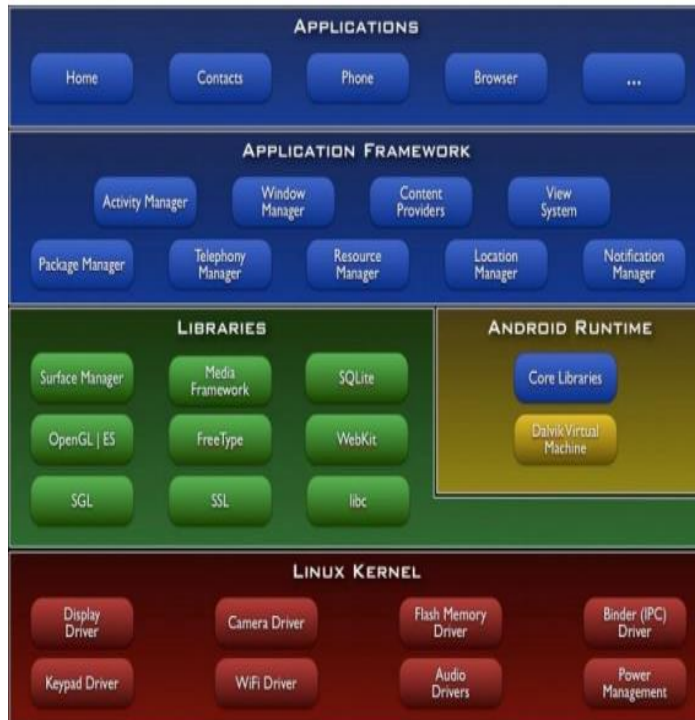 APPLICATIONS
Home Contacts Phone Browser ...
APPLICATION FRAMEWORK
Activity Manager
Window
Manager
Content
Providers
View
System
Package Manager
Telephony
Manager
Resource
Manager
Location
Manager
Notification
Manager
LIBRARIES
Surface Manager
Media
Framework
SQLite
OpenGL | ES
FreeType
WebKit
SGL
SSL
libc
ANDROID RUNTIME
Core Libraries
Dalvik Virtual
Machine
LINUX KERNEL
Display
Driver
Camera Driver
Flash Memory
Driver
Binder (IPC)
Driver
Keypad Driver
WiFi Driver
Audio
Drivers
Power
Management